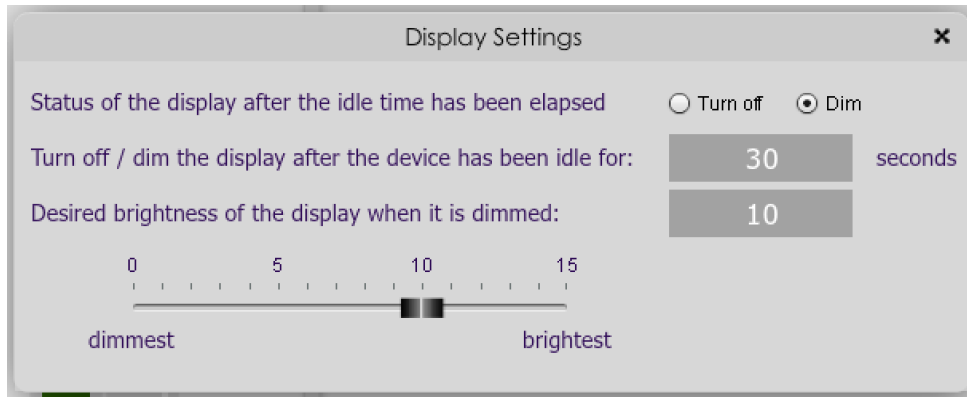 Display Settings
Status of the display after the idle time has been elapsed Turn off Dim
Turn off / dim the display after the device has been idle for: 30 seconds
Desired brightness of the display when it is dimmed: 10
0 5 10 15
dimmest brightest